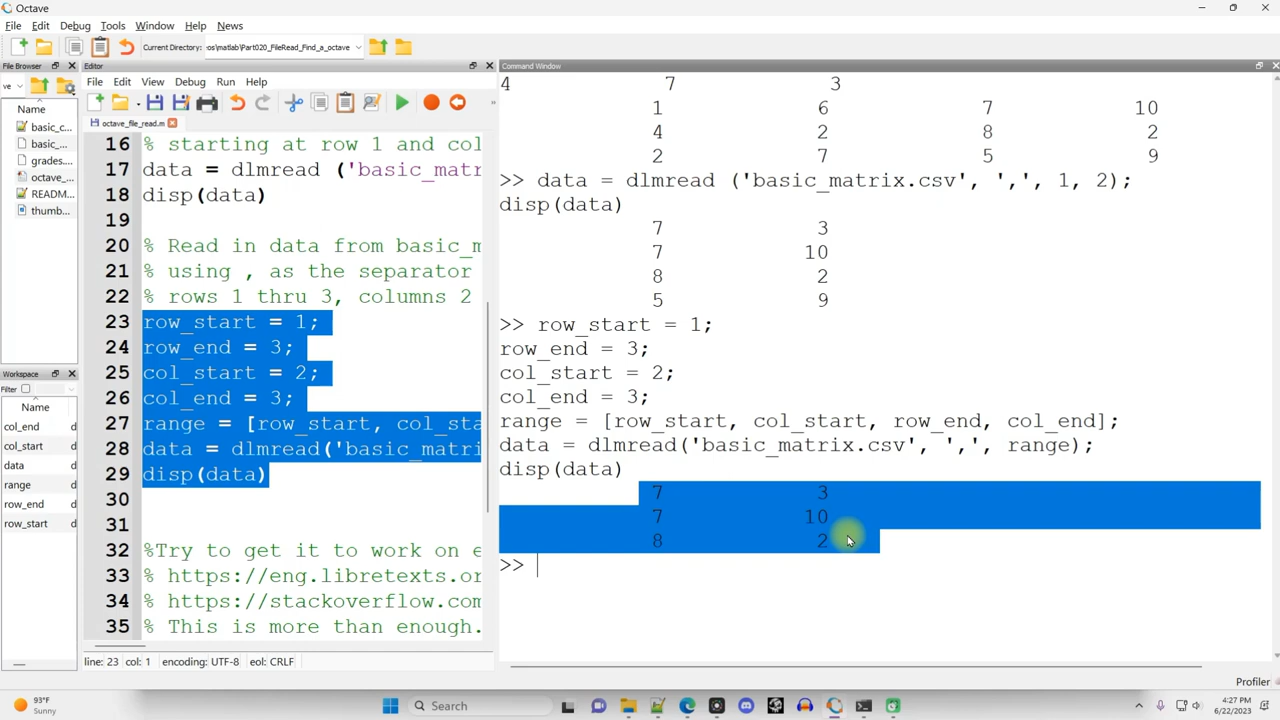 Octave
File Edit Debug Tools Window Help News
Current Directory: os\matlab\Part020_FileRead_Find_a_octave
File Browser
Editor
Command Window
File Edit View Debug Run Help
Name
basic_c...
basic_...
grades....
octave_...
READM...
thumb...
octave_file_read.m
16 % starting at row 1 and col
17 data = dlmread ('basic_matr
18 disp(data)
19
20 % Read in data from basic_m
21 % using , as the separator
22 % rows 1 thru 3, columns 2
23 row_start = 1;
24 row_end = 3;
25 col_start = 2;
26 col_end = 3;
27 range = [row_start, col_sta
28 data = dlmread('basic_matri
29 disp(data)
30
31
32 %Try to get it to work on e
33 % https://eng.libretexts.or
34 % https://stackoverflow.com
35 % This is more than enough.
line: 23 col: 1 encoding: UTF-8 eol: CRLF
Workspace
Filter
Name
col_end d
col_start d
data d
range d
row_end d
row_start d
4 7 3
1 6 7 10
4 2 8 2
2 7 5 9
>> data = dlmread ('basic_matrix.csv', ',', 1, 2);
disp(data)
7 3
7 10
8 2
5 9
>> row_start = 1;
row_end = 3;
col_start = 2;
col_end = 3;
range = [row_start, col_start, row_end, col_end];
data = dlmread('basic_matrix.csv', ',', range);
disp(data)
7 3
7 10
8 2
>>
Profiler
93°F
Sunny
Search
4:27 PM
6/22/2023